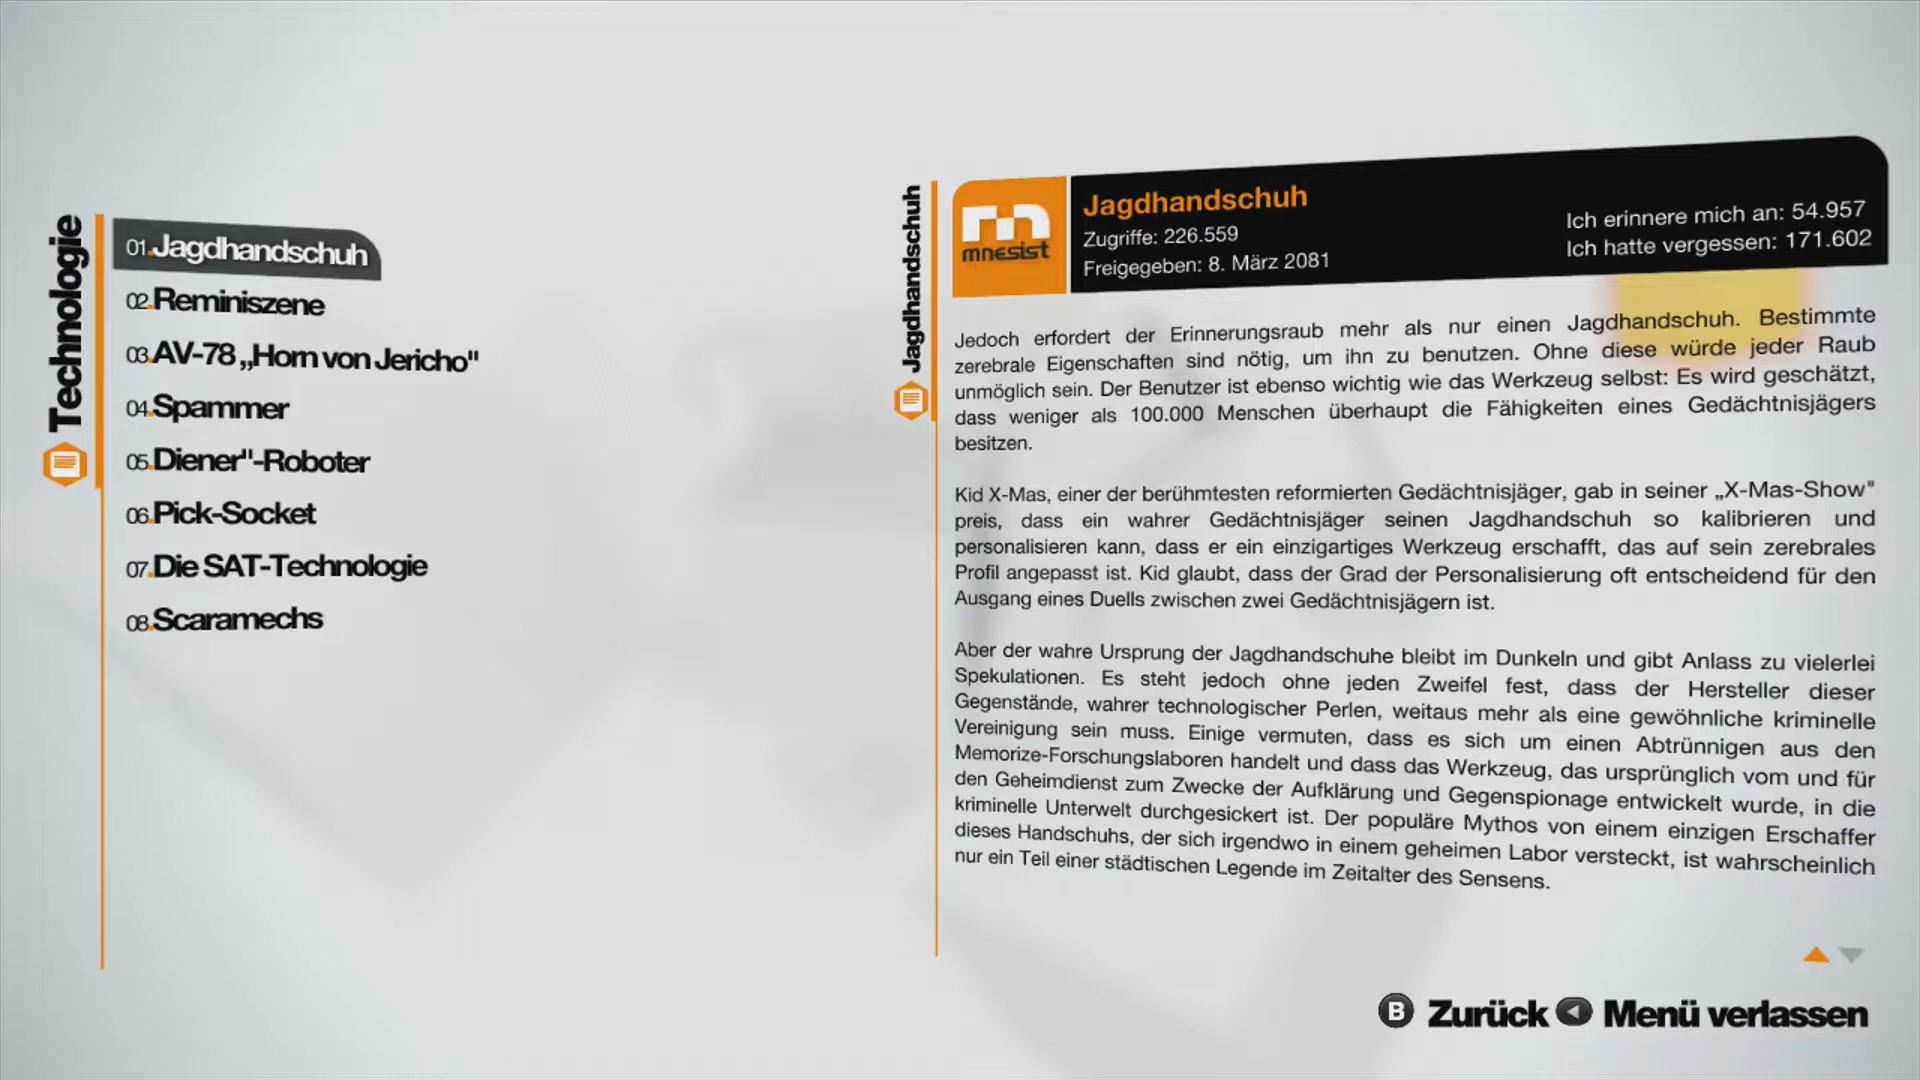 Technologie
01.Jagdhandschuh
02.Reminiszene
03.AV-78 „Horn von Jericho"
04.Spammer
05.Diener"-Roboter
06.Pick-Socket
07.Die SAT-Technologie
08.Scaramechs
Jagdhandschuh
mnesist
Jagdhandschuh
Zugriffe: 226.559
Freigegeben: 8. März 2081
Ich erinnere mich an: 54.957
Ich hatte vergessen: 171.602
Jedoch erfordert der Erinnerungsraub mehr als nur einen Jagdhandschuh. Bestimmte
zerebrale Eigenschaften sind nötig, um ihn zu benutzen. Ohne diese würde jeder Raub
unmöglich sein. Der Benutzer ist ebenso wichtig wie das Werkzeug selbst: Es wird geschätzt,
dass weniger als 100.000 Menschen überhaupt die Fähigkeiten eines Gedächtnisjägers
besitzen.
Kid X-Mas, einer der berühmtesten reformierten Gedächtnisjäger, gab in seiner „X-Mas-Show"
preis, dass ein wahrer Gedächtnisjäger seinen Jagdhandschuh so kalibrieren und
personalisieren kann, dass er ein einzigartiges Werkzeug erschafft, das auf sein zerebrales
Profil angepasst ist. Kid glaubt, dass der Grad der Personalisierung oft entscheidend für den
Ausgang eines Duells zwischen zwei Gedächtnisjägern ist.
Aber der wahre Ursprung der Jagdhandschuhe bleibt im Dunkeln und gibt Anlass zu vielerlei
Spekulationen. Es steht jedoch ohne jeden Zweifel fest, dass der Hersteller dieser
Gegenstände, wahrer technologischer Perlen, weitaus mehr als eine gewöhnliche kriminelle
Vereinigung sein muss. Einige vermuten, dass es sich um einen Abtrünnigen aus den
Memorize-Forschungslaboren handelt und dass das Werkzeug, das ursprünglich vom und für
den Geheimdienst zum Zwecke der Aufklärung und Gegenspionage entwickelt wurde, in die
kriminelle Unterwelt durchgesickert ist. Der populäre Mythos von einem einzigen Erschaffer
dieses Handschuhs, der sich irgendwo in einem geheimen Labor versteckt, ist wahrscheinlich
nur ein Teil einer städtischen Legende im Zeitalter des Sensens.
B Zurück Menü verlassen